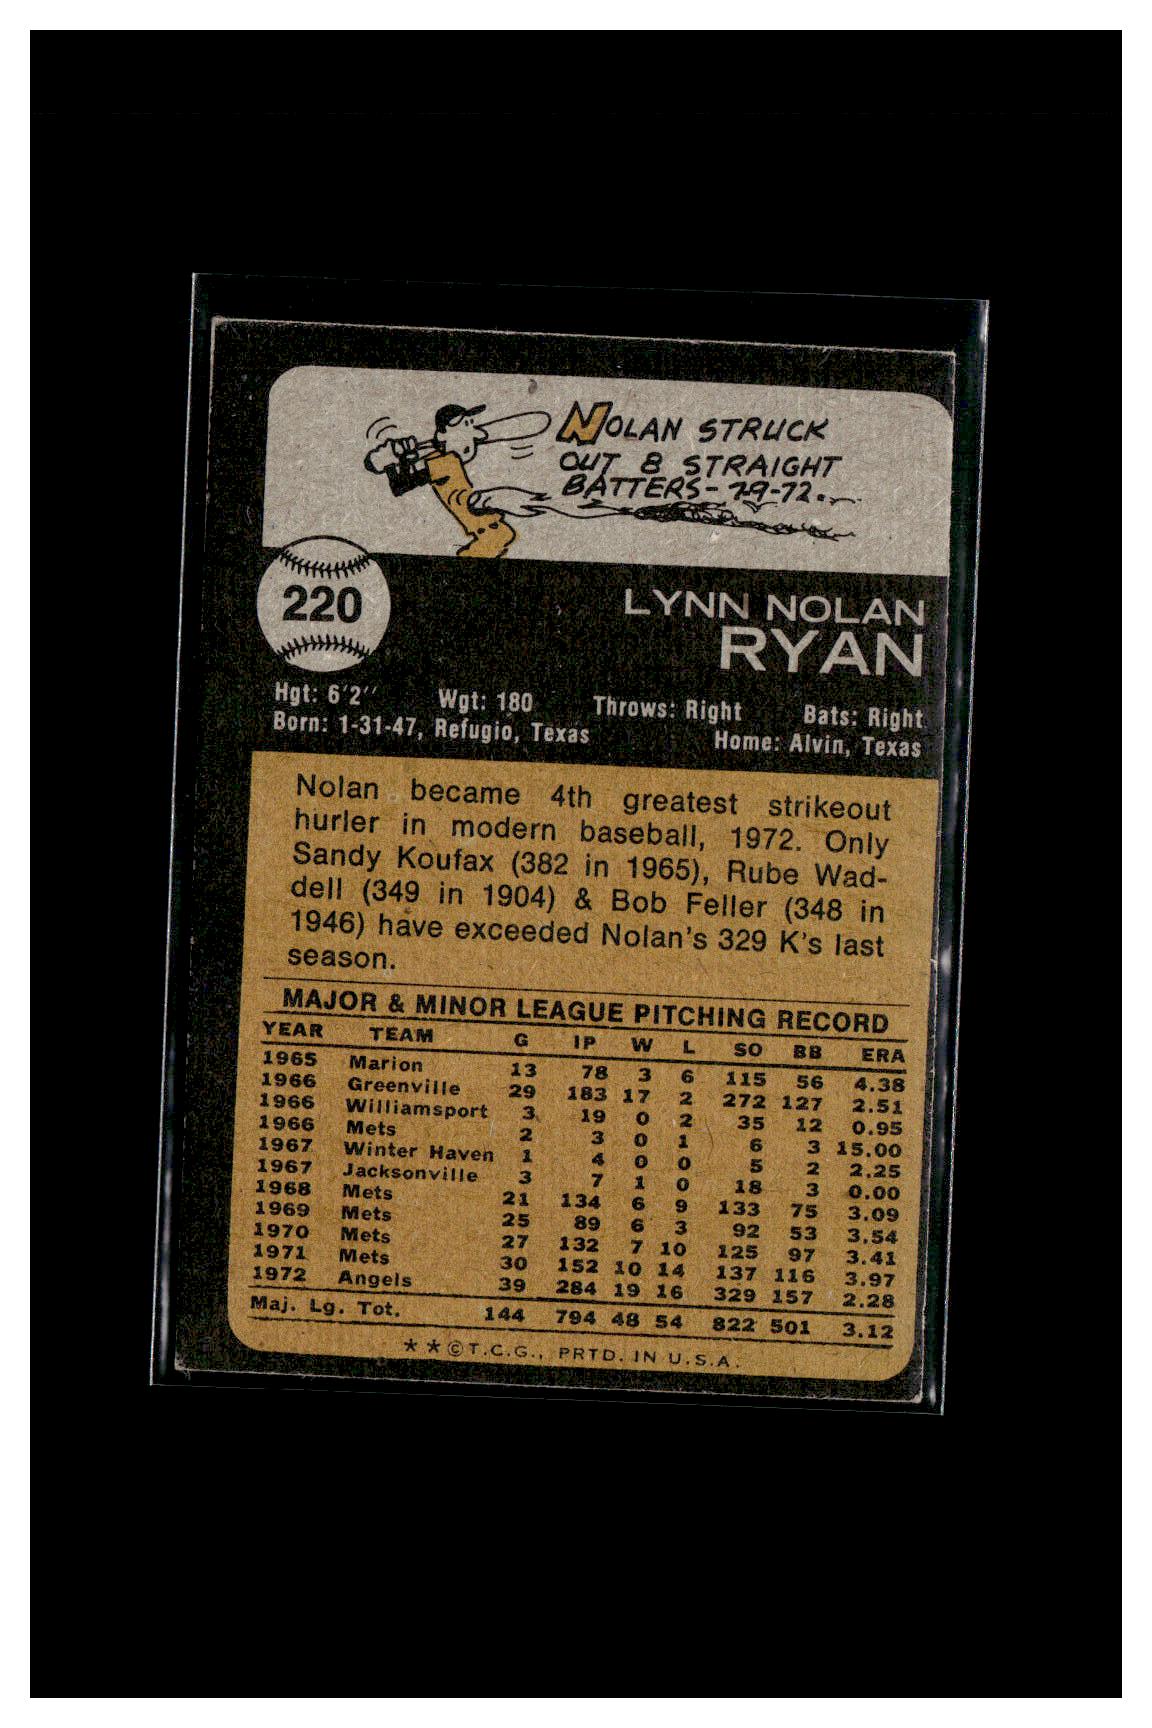 NOLAN STRUCK
OUT 8 STRAIGHT
BATTERS - 7-9-72.
220
LYNN NOLAN
RYAN
Hgt: 6'2'' Wgt: 180 Throws: Right Bats: Right
Born: 1-31-47, Refugio, Texas Home: Alvin, Texas
Nolan became 4th greatest strikeout
hurler in modern baseball, 1972. Only
Sandy Koufax (382 in 1965), Rube Wad-
dell (349 in 1904) & Bob Feller (348 in
1946) have exceeded Nolan's 329 K's last
season.
MAJOR & MINOR LEAGUE PITCHING RECORD
YEAR TEAM G IP W L SO BB ERA
1965 Marion 13 78 3 6 115 56 4.38
1966 Greenville 29 183 17 2 272 127 2.51
1966 Williamsport 3 19 0 2 35 12 0.95
1966 Mets 2 3 0 1 6 3 15.00
1967 Winter Haven 1 4 0 0 5 2 2.25
1967 Jacksonville 3 7 1 0 18 3 0.00
1968 Mets 21 134 6 9 133 75 3.09
1969 Mets 25 89 6 3 92 53 3.54
1970 Mets 27 132 7 10 125 97 3.41
1971 Mets 30 152 10 14 137 116 3.97
1972 Angels 39 284 19 16 329 157 2.28
Maj. Lg. Tot. 144 794 48 54 822 501 3.12
★ ★ © T.C.G., PRTD. IN U.S.A.